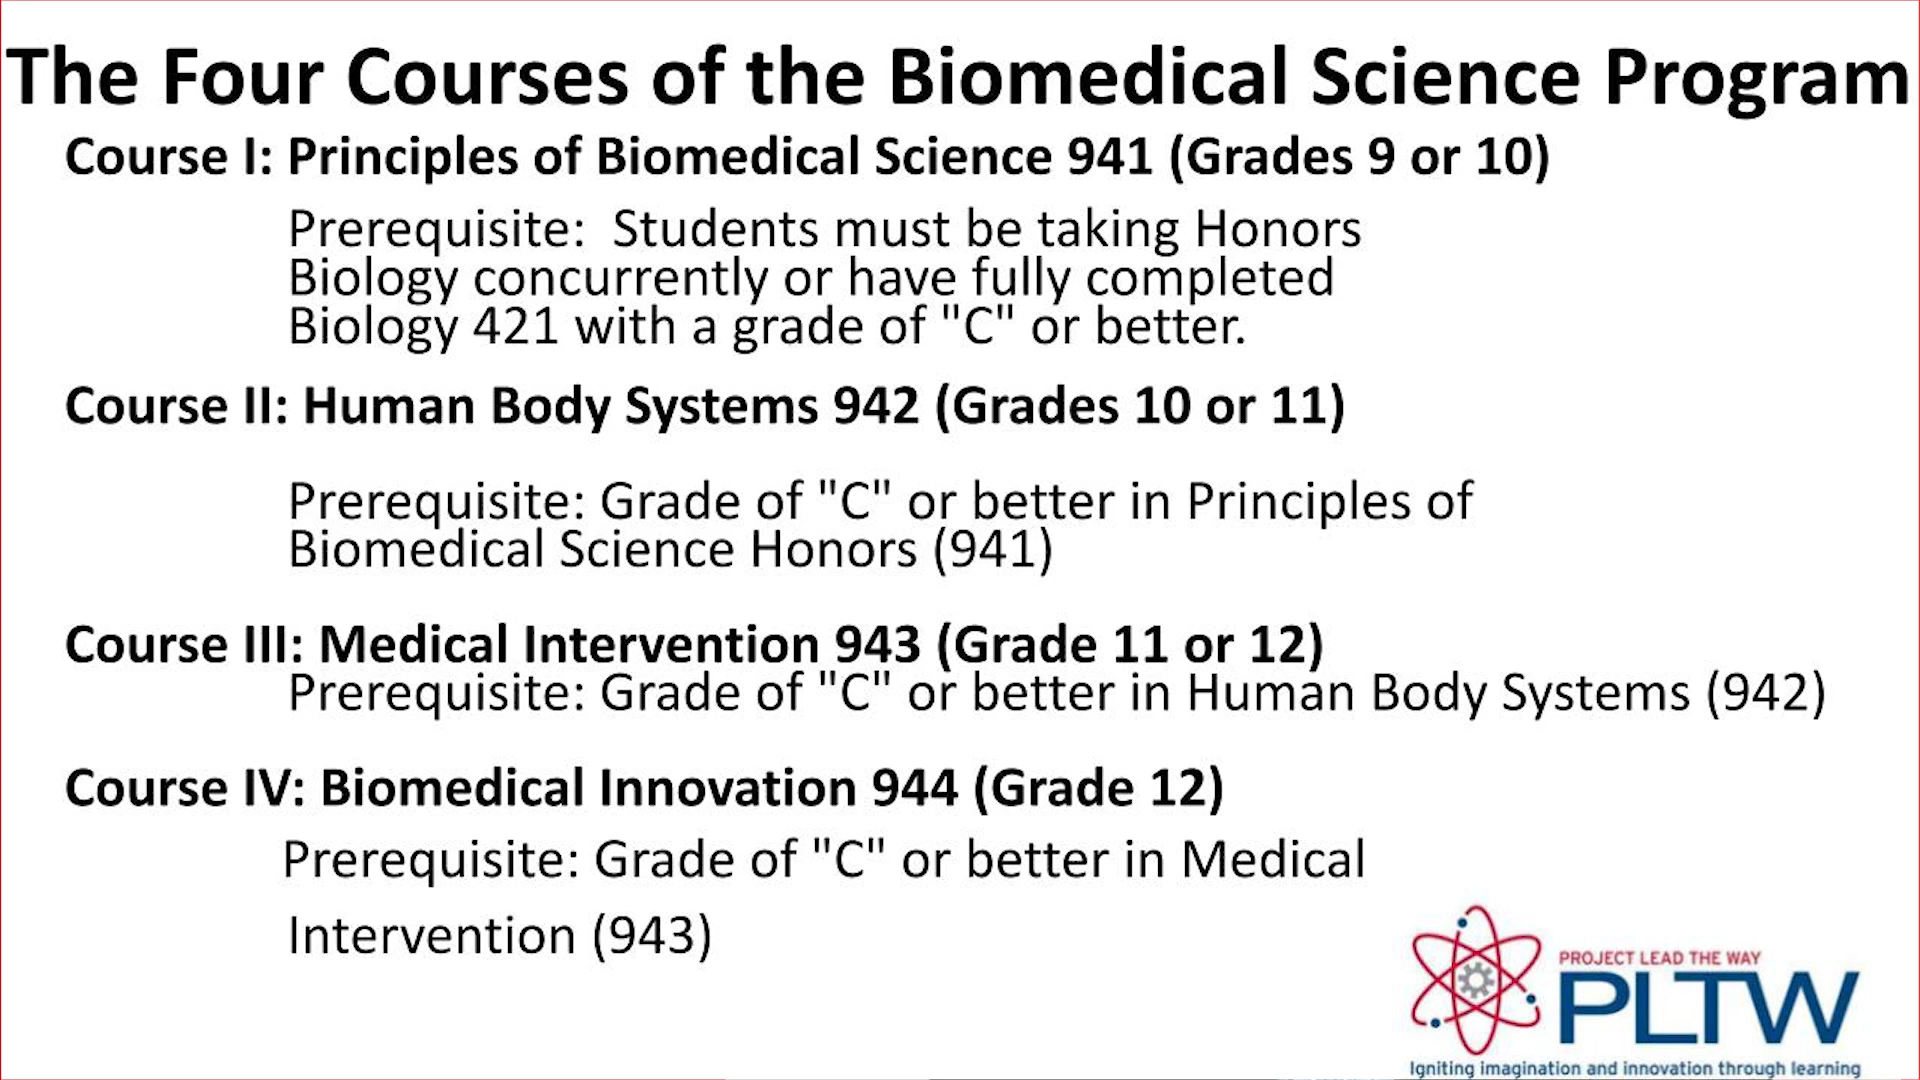 The Four Courses of the Biomedical Science Program
Course I: Principles of Biomedical Science 941 (Grades 9 or 10)
Prerequisite:  Students must be taking Honors
Biology concurrently or have fully completed
Biology 421 with a grade of "C" or better.
Course II: Human Body Systems 942 (Grades 10 or 11)
Prerequisite: Grade of "C" or better in Principles of
Biomedical Science Honors (941)
Course III: Medical Intervention 943 (Grade 11 or 12)
Prerequisite: Grade of "C" or better in Human Body Systems (942)
Course IV: Biomedical Innovation 944 (Grade 12)
Prerequisite: Grade of "C" or better in Medical
Intervention (943)
PROJECT LEAD THE WAY
PLTW
Igniting imagination and innovation through learning